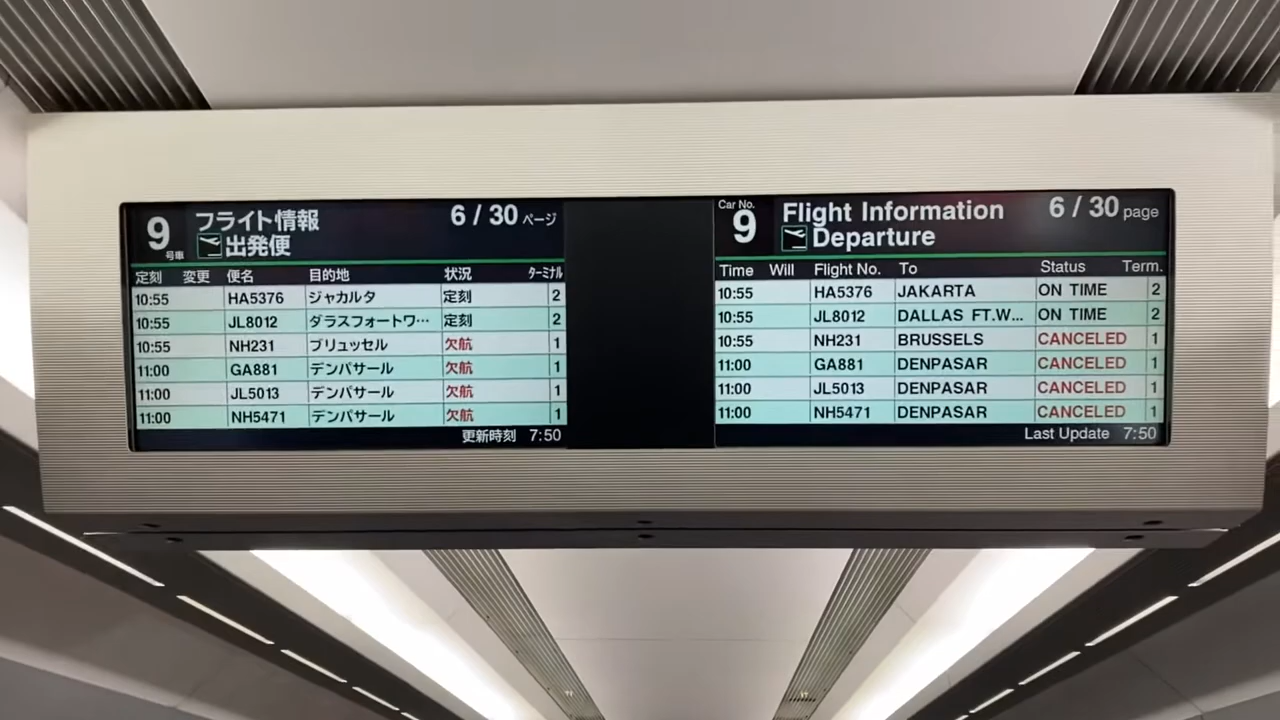 9 号車
フライト情報
出発便
6 / 30 ページ
定刻 変更 便名 目的地 状況 ターミナル
10:55 HA5376 ジャカルタ 定刻 2
10:55 JL8012 ダラスフォートワ… 定刻 2
10:55 NH231 ブリュッセル 欠航 1
11:00 GA881 デンパサール 欠航 1
11:00 JL5013 デンパサール 欠航 1
11:00 NH5471 デンパサール 欠航 1
更新時刻 7:50
Car No. 9
Flight Information
Departure
6 / 30 page
Time Will Flight No. To Status Term.
10:55 HA5376 JAKARTA ON TIME 2
10:55 JL8012 DALLAS FT.W... ON TIME 2
10:55 NH231 BRUSSELS CANCELED 1
11:00 GA881 DENPASAR CANCELED 1
11:00 JL5013 DENPASAR CANCELED 1
11:00 NH5471 DENPASAR CANCELED 1
Last Update 7:50